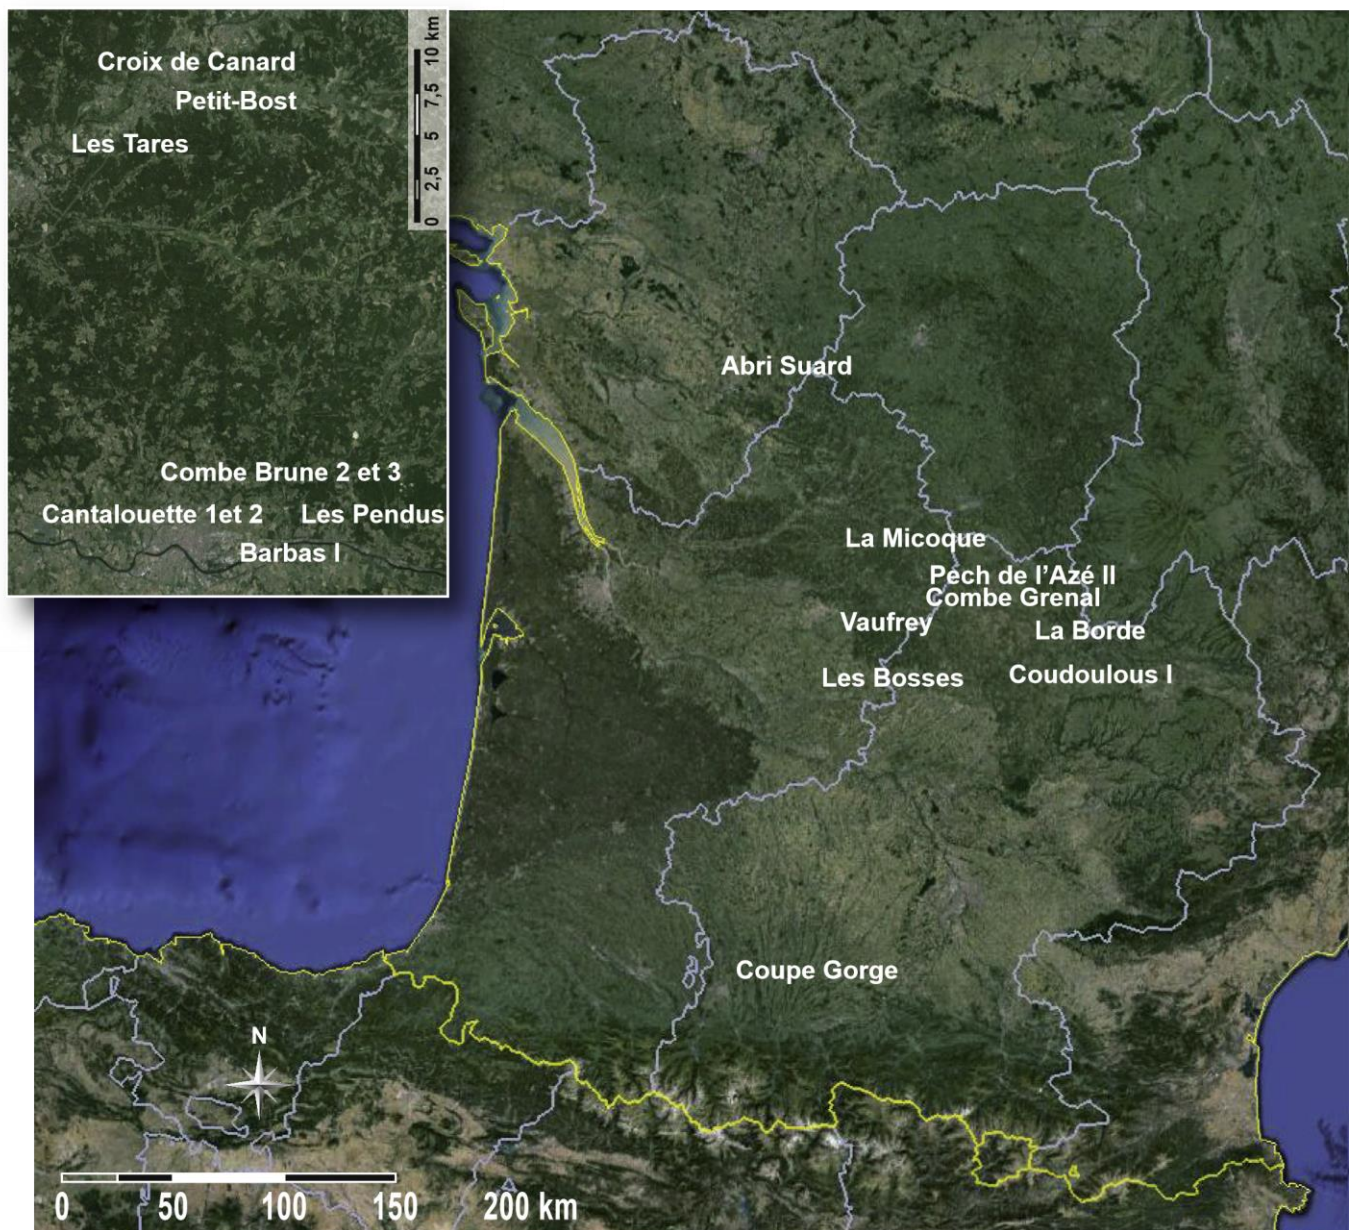 Croix de Canard
Petit-Bost
Les Tares
0 2,5 5 7,5 10 km
Combe Brune 2 et 3
Cantalouette 1et 2 Les Pendus
Barbas I
Abri Suard
La Micoque
Pech de l’Azé II
Combe Grenal
Vaufrey
La Borde
Les Bosses
Coudoulous I
Coupe Gorge
N
0 50 100 150 200 km